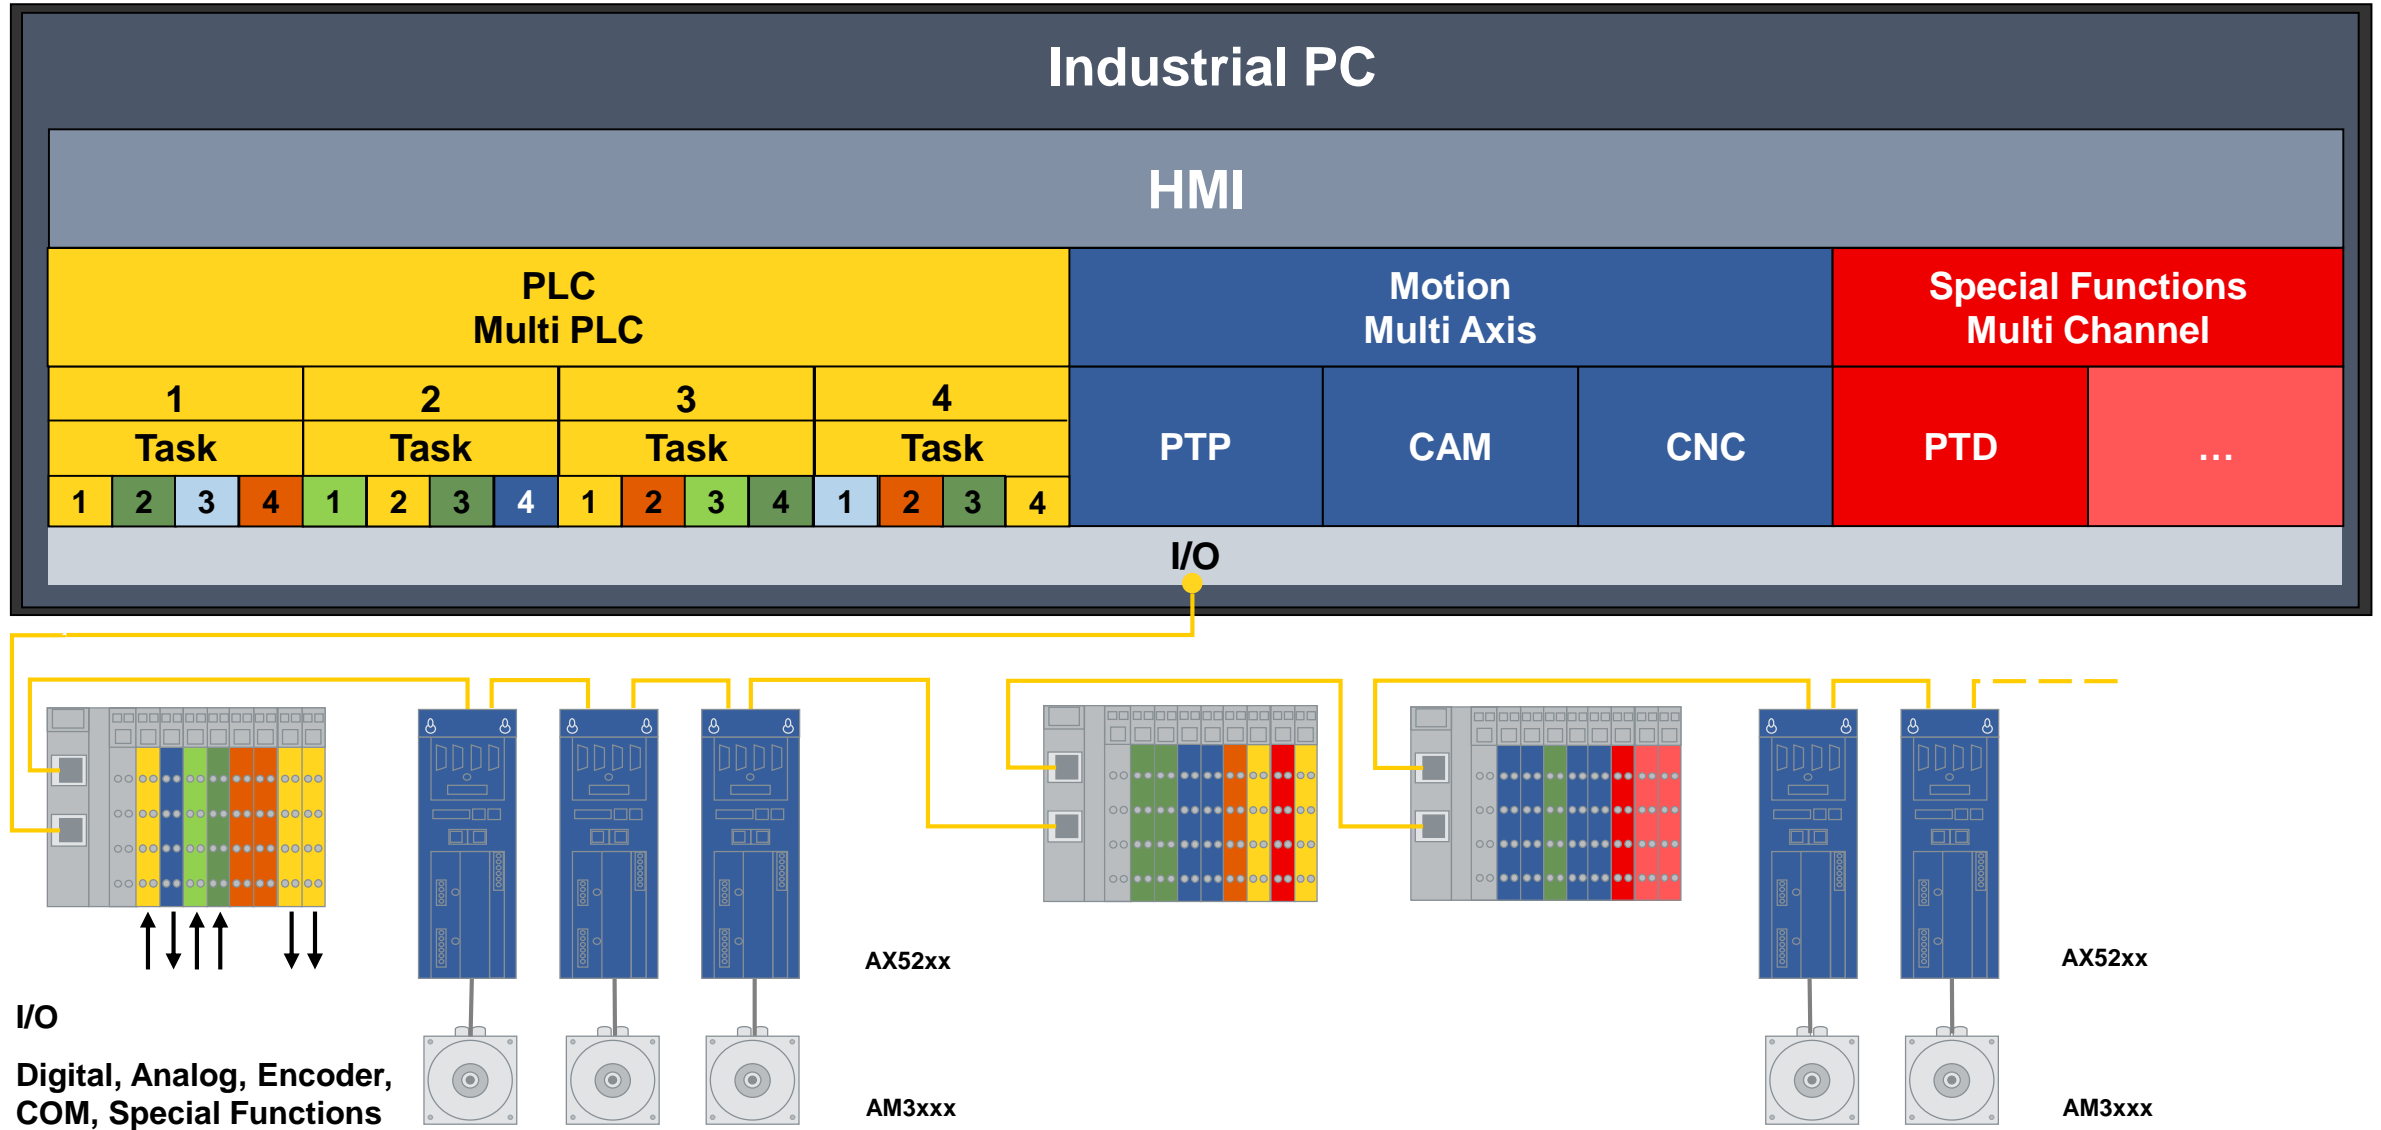 Industrial PC
HMI
PLC
Multi PLC
Motion
Multi Axis
Special Functions
Multi Channel
1 2 3 4
Task Task Task Task
PTP CAM CNC PTD ...
1 2 3 4 1 2 3 4 1 2 3 4 1 2 3 4
I/O
AX52xx
AX52xx
I/O
Digital, Analog, Encoder,
COM, Special Functions
AM3xxx
AM3xxx